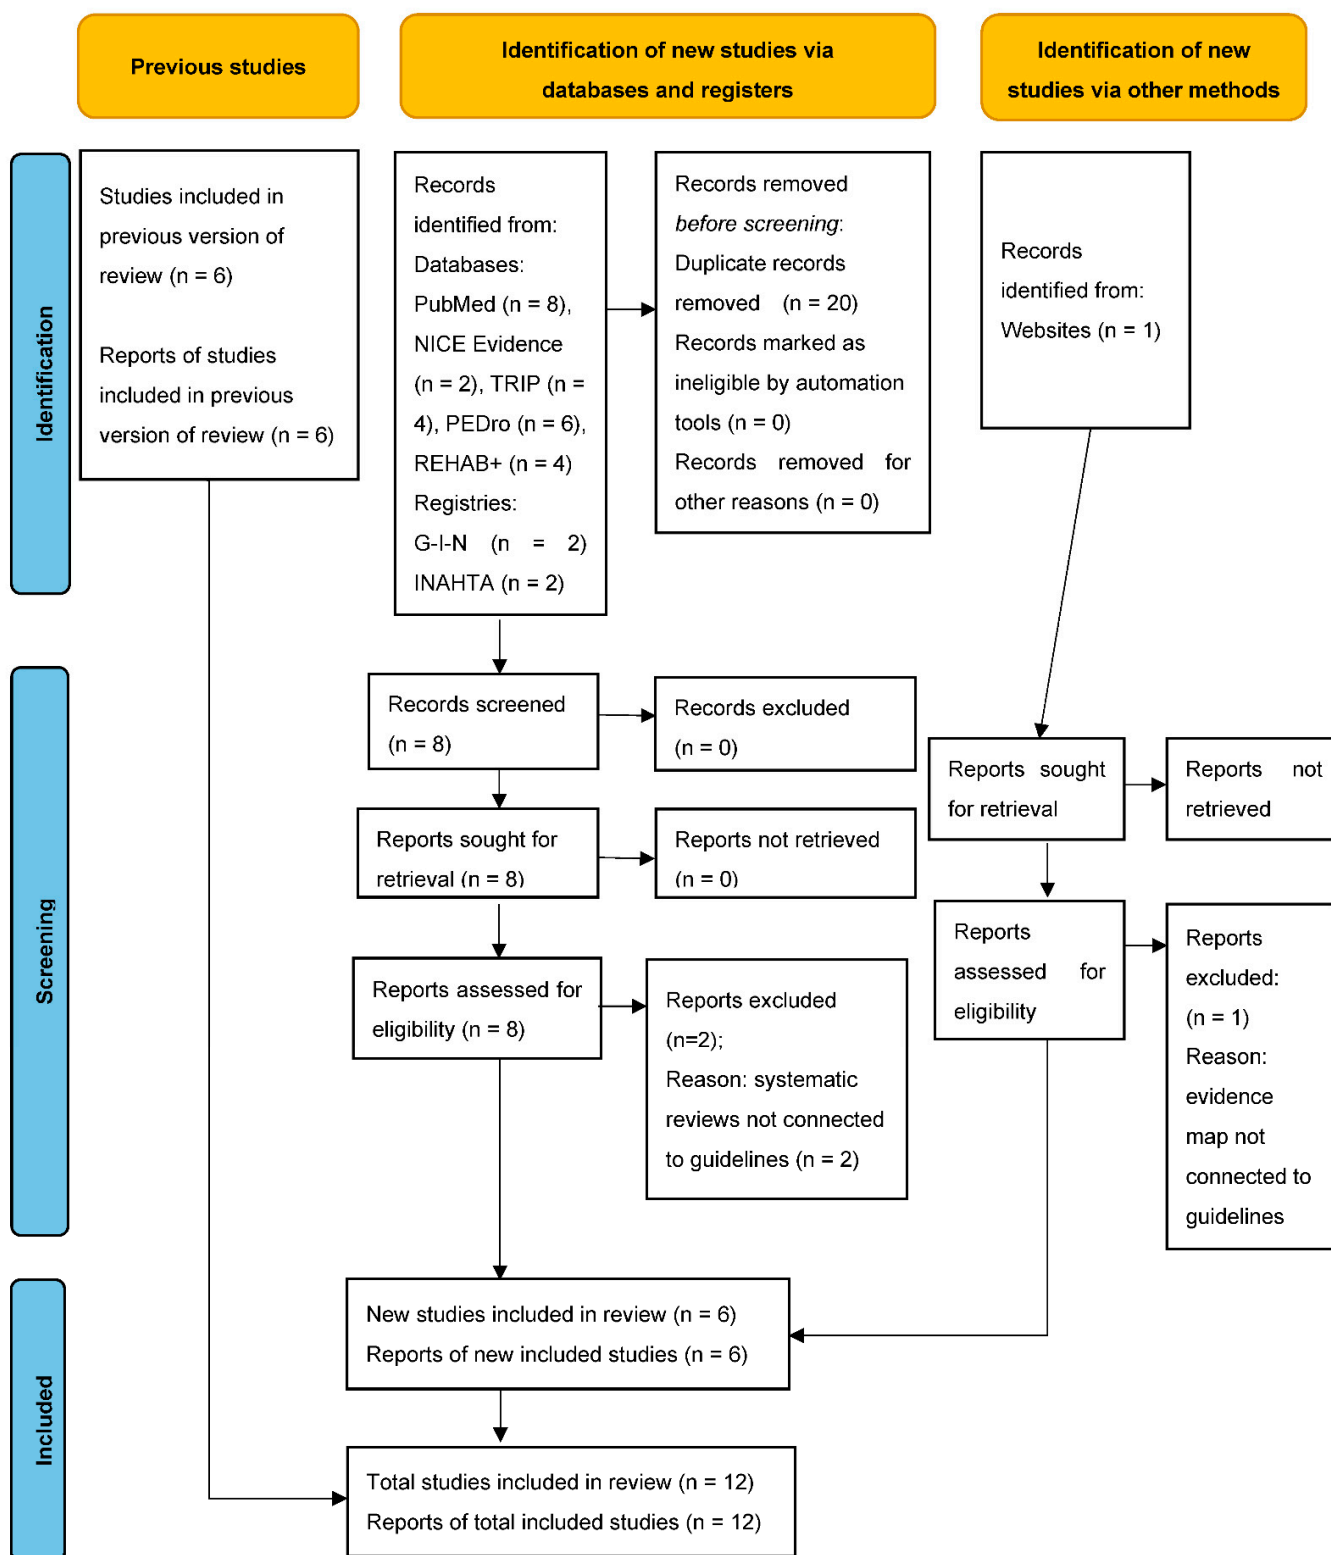 Previous studies
Identification of new studies via
databases and registers
Identification of new
studies via other methods
Identification
Studies included in
previous version of
review (n = 6)
Reports of studies
included in previous
version of review (n = 6)
Records
identified from:
Databases:
PubMed (n = 8),
NICE Evidence
(n = 2), TRIP (n =
4), PEDro (n = 6),
REHAB+ (n = 4)
Registries:
G-I-N (n = 2)
INAHTA (n = 2)
Records removed
before screening:
Duplicate records
removed (n = 20)
Records marked as
ineligible by automation
tools (n = 0)
Records removed for
other reasons (n = 0)
Records
identified from:
Websites (n = 1)
Screening
Records screened
(n = 8)
Records excluded
(n = 0)
Reports sought for
retrieval (n = 8)
Reports not retrieved
(n = 0)
Reports sought
for retrieval
Reports not
retrieved
Reports assessed for
eligibility (n = 8)
Reports excluded
(n=2);
Reason: systematic
reviews not connected
to guidelines (n = 2)
Reports
assessed for
eligibility
Reports
excluded:
(n = 1)
Reason:
evidence
map not
connected to
guidelines
Included
New studies included in review (n = 6)
Reports of new included studies (n = 6)
Total studies included in review (n = 12)
Reports of total included studies (n = 12)